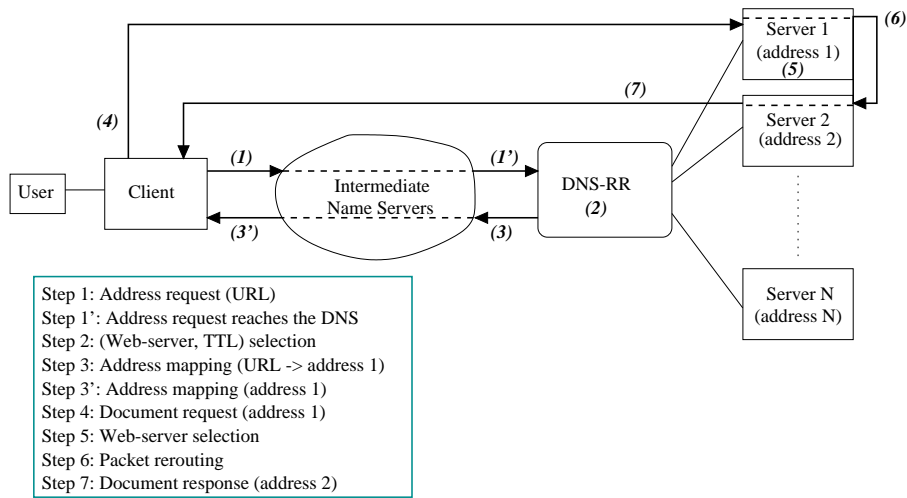 Server 1
(address 1)
(5)
(6)
(7)
Server 2
(address 2)
(4)
(1)
(1’)
User
Client
Intermediate
Name Servers
DNS-RR
(2)
(3’)
(3)
Server N
(address N)
Step 1: Address request (URL)
Step 1’: Address request reaches the DNS
Step 2: (Web-server, TTL) selection
Step 3: Address mapping (URL -> address 1)
Step 3’: Address mapping (address 1)
Step 4: Document request (address 1)
Step 5: Web-server selection
Step 6: Packet rerouting
Step 7: Document response (address 2)